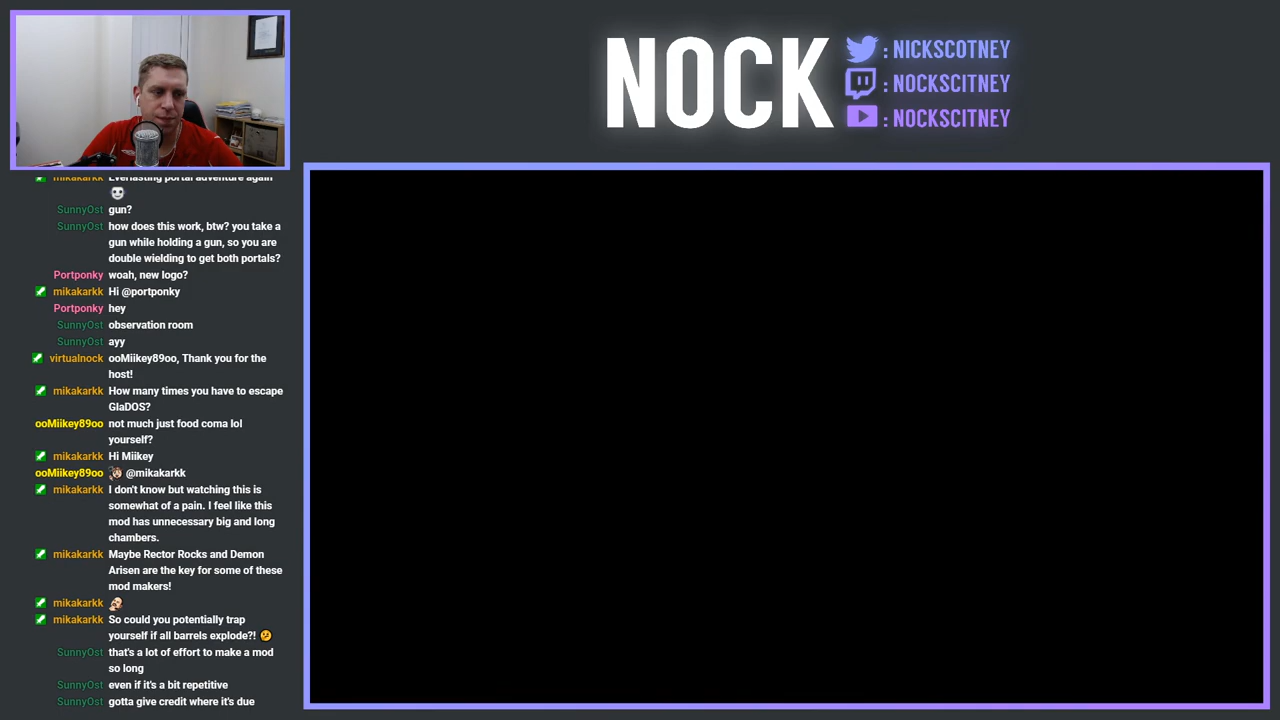 NOCK
: NICKSCOTNEY
: NOCKSCITNEY
: NOCKSCITNEY
mikakarkk Everlasting portal adventure again
SunnyOst gun?
SunnyOst how does this work, btw? you take a
gun while holding a gun, so you are
double wielding to get both portals?
Portponky woah, new logo?
mikakarkk Hi @portponky
Portponky hey
SunnyOst observation room
SunnyOst ayy
virtualnock ooMiikey89oo, Thank you for the
host!
mikakarkk How many times you have to escape
GlaDOS?
ooMiikey89oo not much just food coma lol
yourself?
mikakarkk Hi Miikey
ooMiikey89oo @mikakarkk
mikakarkk I don't know but watching this is
somewhat of a pain. I feel like this
mod has unnecessary big and long
chambers.
mikakarkk Maybe Rector Rocks and Demon
Arisen are the key for some of these
mod makers!
mikakarkk
mikakarkk So could you potentially trap
yourself if all barrels explode?!
SunnyOst that's a lot of effort to make a mod
so long
SunnyOst even if it's a bit repetitive
SunnyOst gotta give credit where it's due